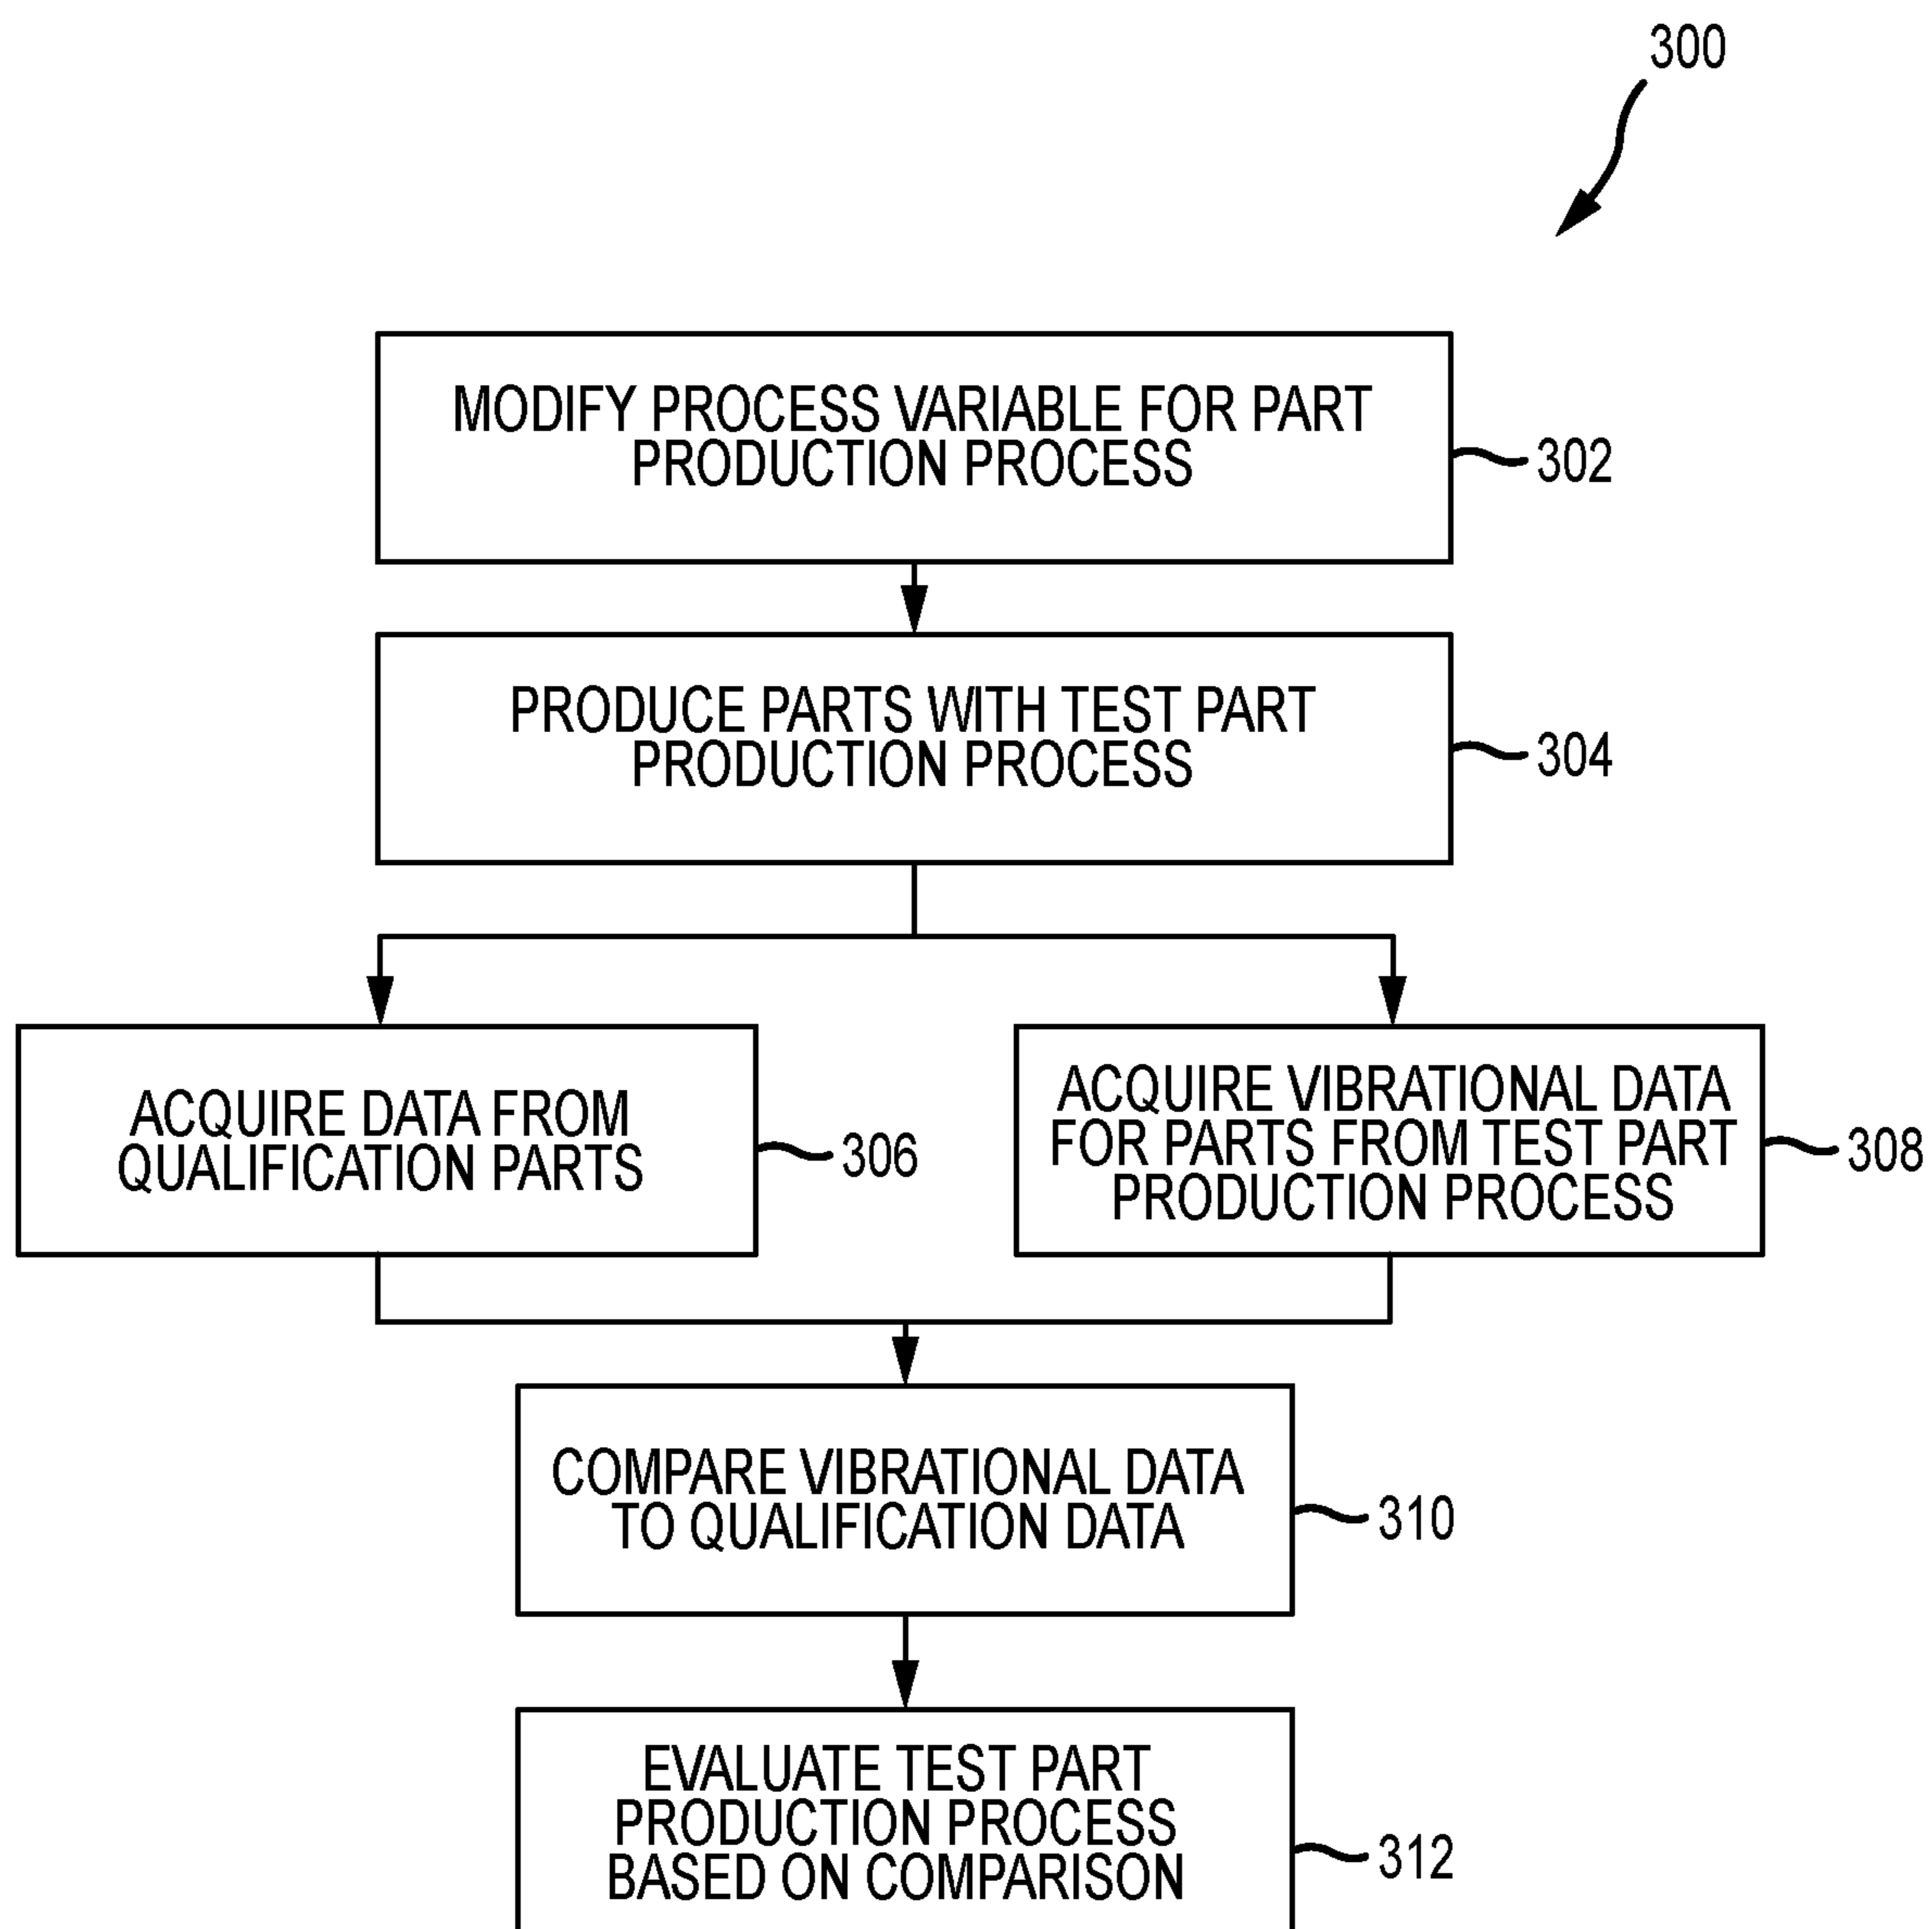 300
MODIFY PROCESS VARIABLE FOR PART
PRODUCTION PROCESS
302
PRODUCE PARTS WITH TEST PART
PRODUCTION PROCESS
304
ACQUIRE DATA FROM
QUALIFICATION PARTS
306
ACQUIRE VIBRATIONAL DATA
FOR PARTS FROM TEST PART
PRODUCTION PROCESS
308
COMPARE VIBRATIONAL DATA
TO QUALIFICATION DATA
310
EVALUATE TEST PART
PRODUCTION PROCESS
BASED ON COMPARISON
312